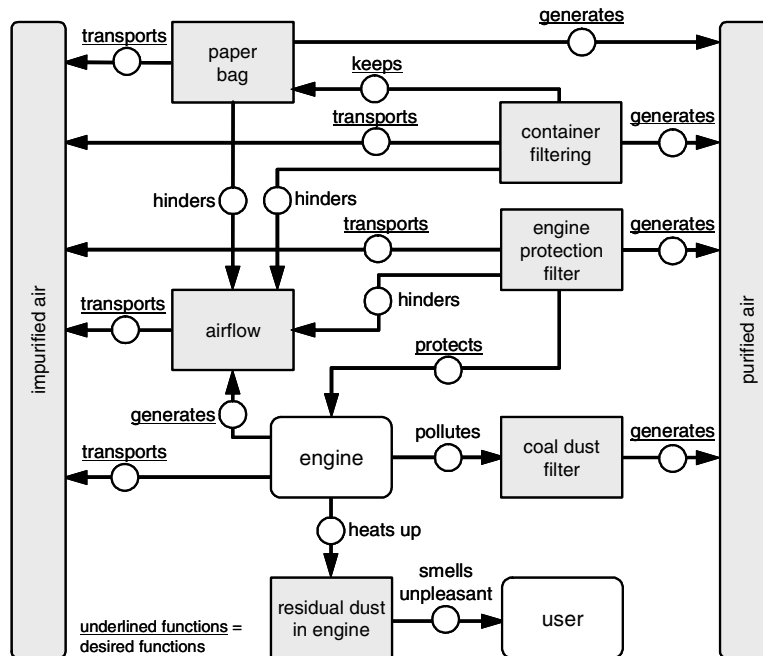 generates
transports
paper
bag
keeps
transports
container
filtering
generates
hinders
hinders
transports
engine
protection
filter
generates
impurified air
purified air
transports
airflow
hinders
protects
generates
transports
engine
pollutes
coal dust
filter
generates
heats up
smells
unpleasant
residual dust
in engine
user
underlined functions =
desired functions